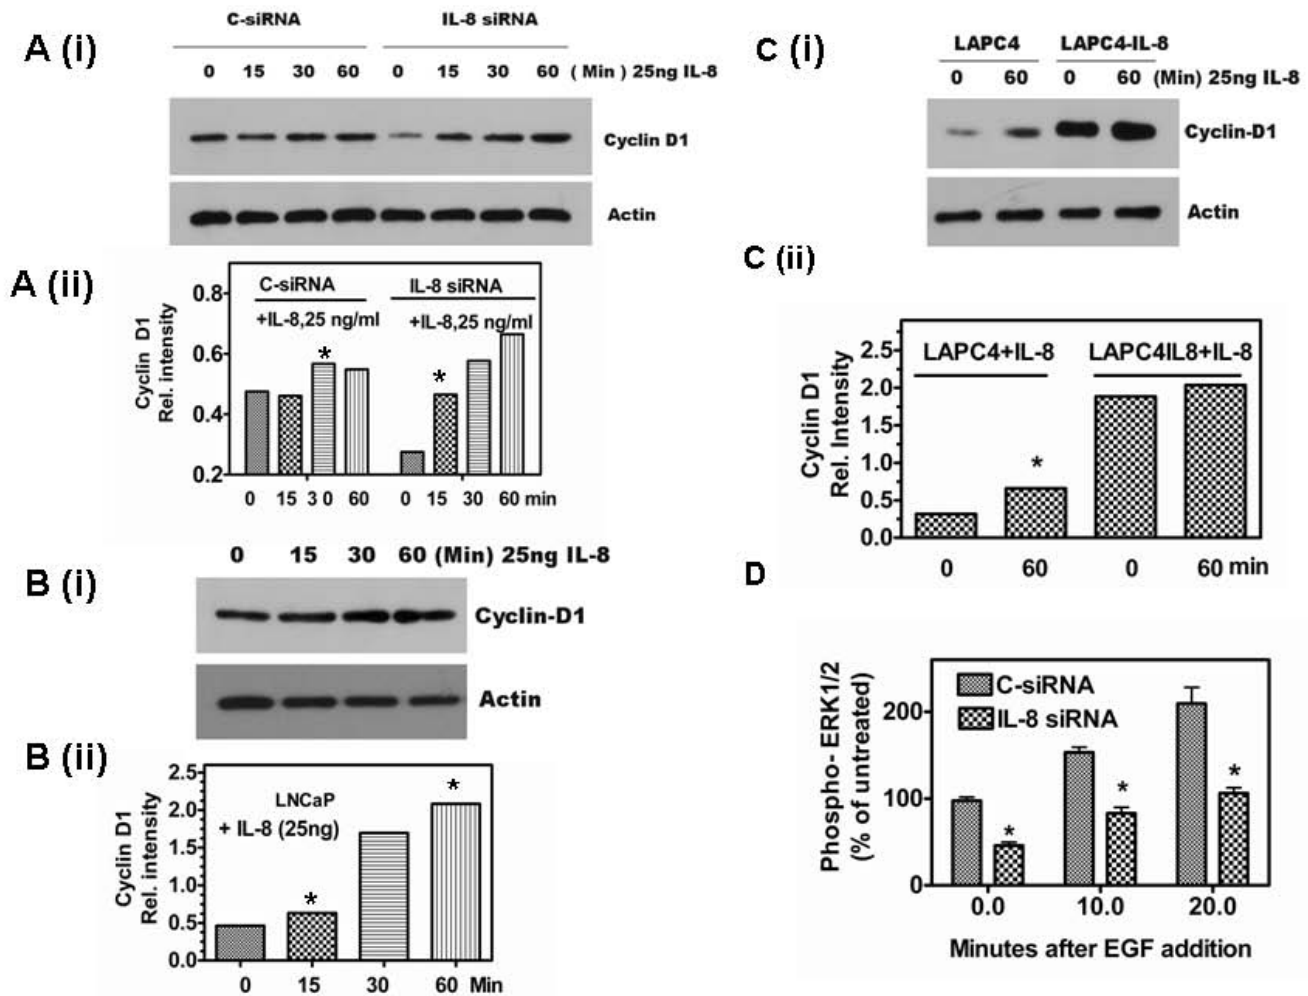 A (i)
C-siRNA IL-8 siRNA
0 15 30 60 0 15 30 60 ( Min ) 25ng IL-8
Cyclin D1
Actin
A (ii)
Cyclin D1
Rel. intensity
0.8
0.6
0.4
0.2
C-siRNA IL-8 siRNA
+IL-8,25 ng/ml +IL-8,25 ng/ml
* *
0 15 3 0 60 0 15 30 60 min
B (i)
0 15 30 60 (Min) 25ng IL-8
Cyclin-D1
Actin
B (ii)
Cyclin D1
Rel. intensity
2.5
2.0
1.5
1.0
0.5
0.0
LNCaP
+ IL-8 (25ng)
* *
0 15 30 60 Min
C (i)
LAPC4 LAPC4-IL-8
0 60 0 60 (Min) 25ng IL-8
Cyclin-D1
Actin
C (ii)
Cyclin D1
Rel. Intensity
2.5
2.0
1.5
1.0
0.5
0.0
LAPC4+IL-8 LAPC4IL8+IL-8
*
0 60 0 60 min
D
Phospho- ERK1/2
(% of untreated)
200
100
0
C-siRNA
IL-8 siRNA
* * *
0.0 10.0 20.0
Minutes after EGF addition